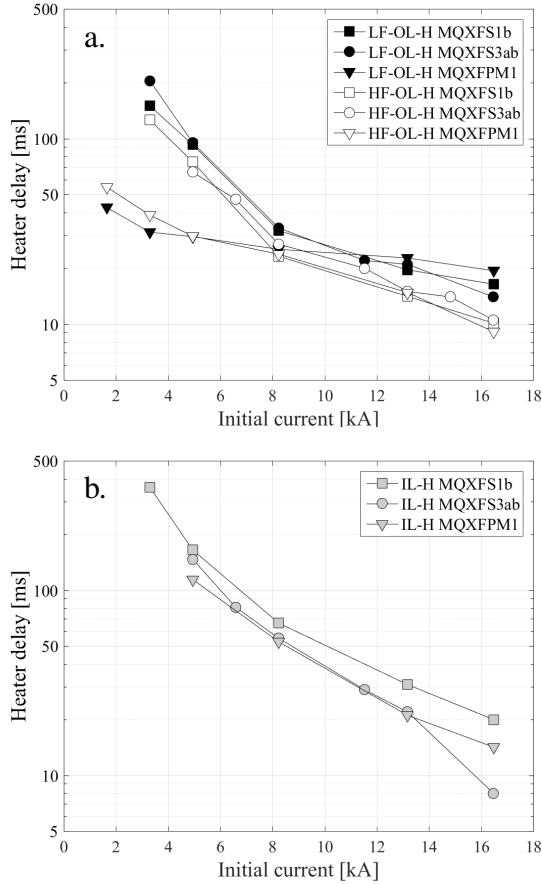 a.
LF-OL-H MQXFS1b
LF-OL-H MQXFS3ab
LF-OL-H MQXFPM1
HF-OL-H MQXFS1b
HF-OL-H MQXFS3ab
HF-OL-H MQXFPM1
Heater delay [ms]
500
100
50
10
5
0 2 4 6 8 10 12 14 16 18
Initial current [kA]
b.
IL-H MQXFS1b
IL-H MQXFS3ab
IL-H MQXFPM1
Heater delay [ms]
500
100
50
10
5
0 2 4 6 8 10 12 14 16 18
Initial current [kA]